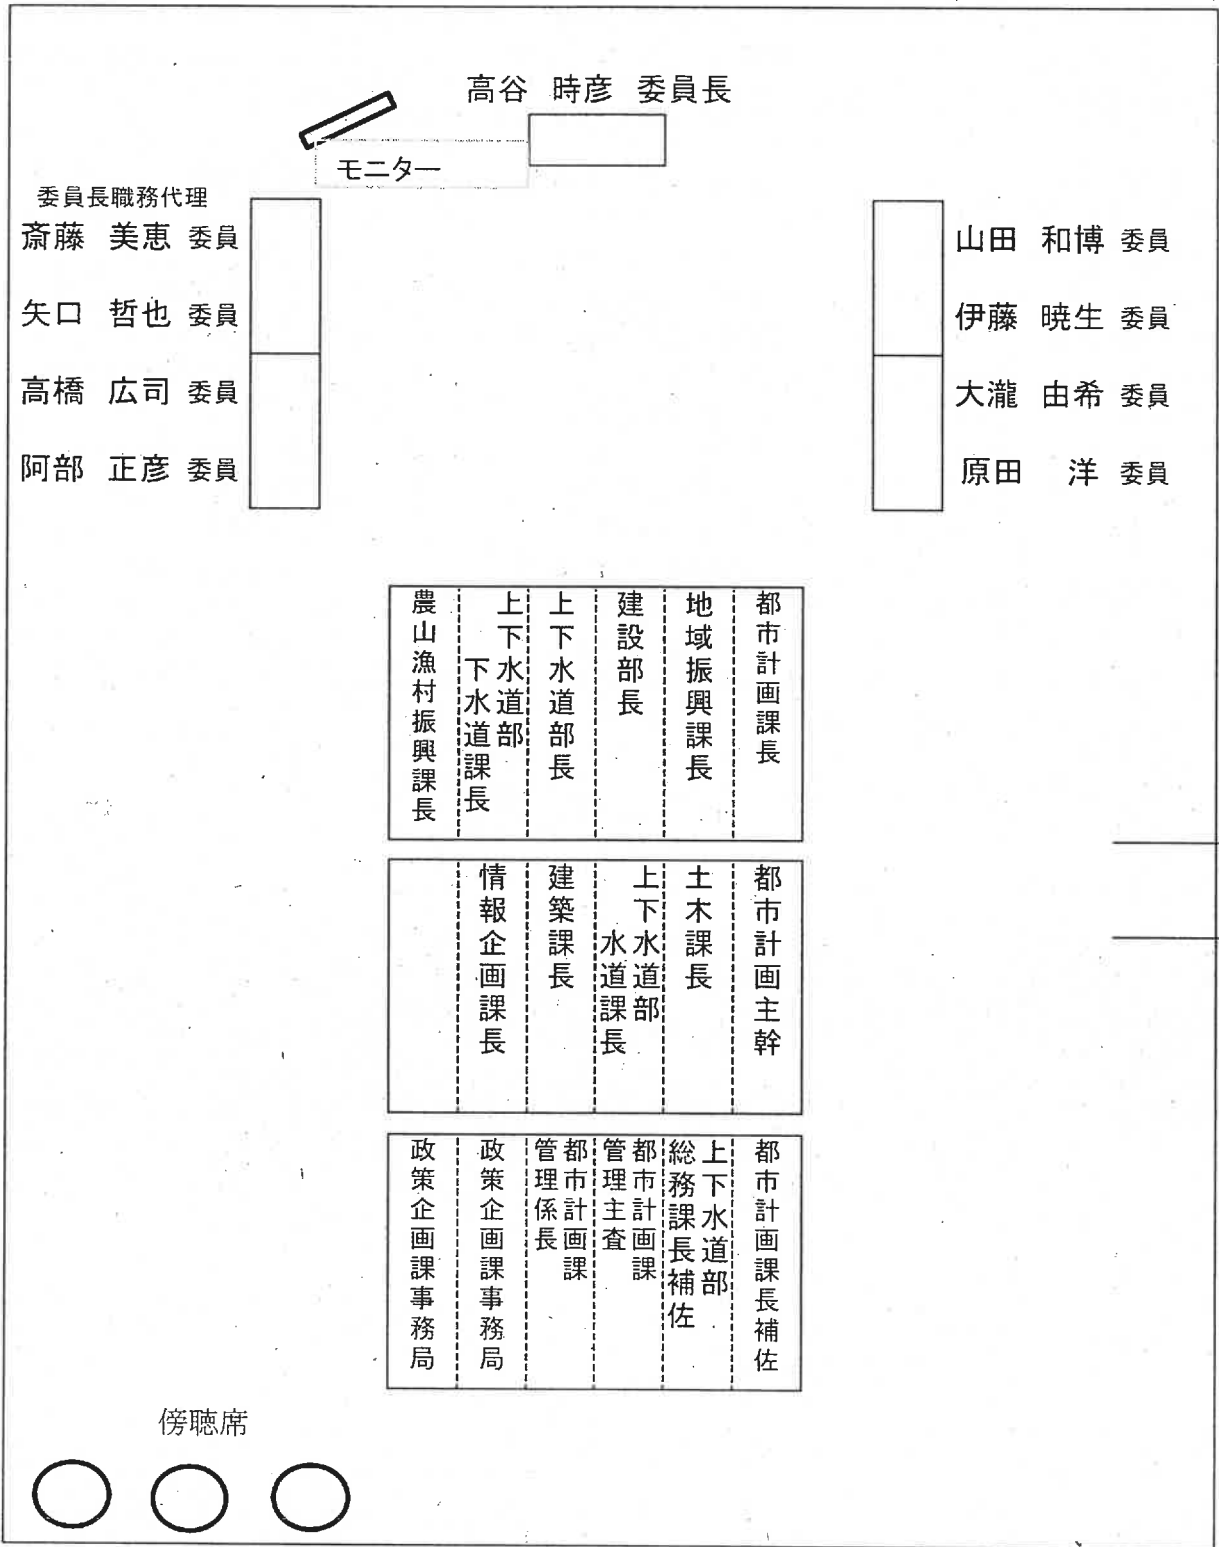 高谷 時彦 委員長
モニター
委員長職務代理
斎藤 美恵 委員
矢口 哲也 委員
高橋 広司 委員
阿部 正彦 委員
山田 和博 委員
伊藤 暁生 委員
大瀧 由希 委員
原田 洋 委員
都市計画課長
地域振興課長
建設部長
上下水道部長
上下水道部
下水道課長
農山漁村振興課長
都市計画主幹
土木課長
上下水道部
水道課長
建築課長
情報企画課長
都市計画課長補佐
上下水道部
総務課長補佐
都市計画課
管理主査
都市計画課
管理係長
政策企画課事務局
政策企画課事務局
傍聴席